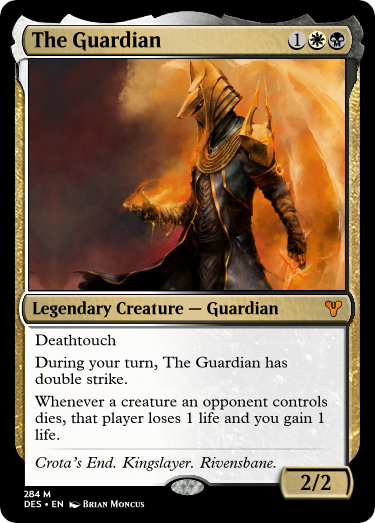 The Guardian 1
Legendary Creature — Guardian
Deathtouch
During your turn, The Guardian has
double strike.
Whenever a creature an opponent controls
dies, that player loses 1 life and you gain 1
life.
Crota's End. Kingslayer. Rivensbane.
2/2
284 M
DES • EN Brian Moncus